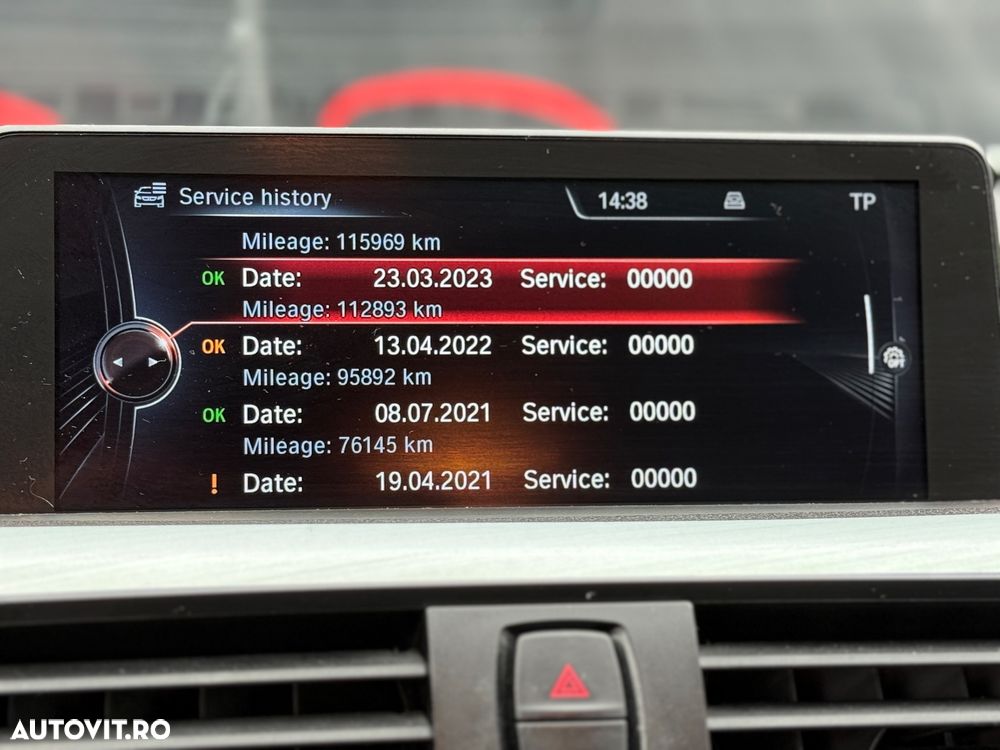 Service history 14:38 TP
Mileage: 115969 km
OK Date: 23.03.2023 Service: 00000
Mileage: 112893 km
OK Date: 13.04.2022 Service: 00000
Mileage: 95892 km
OK Date: 08.07.2021 Service: 00000
Mileage: 76145 km
! Date: 19.04.2021 Service: 00000
AUTOVIT.RO